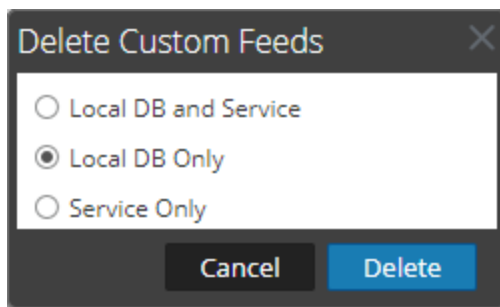 Delete Custom Feeds
Local DB and Service
Local DB Only
Service Only
Cancel Delete